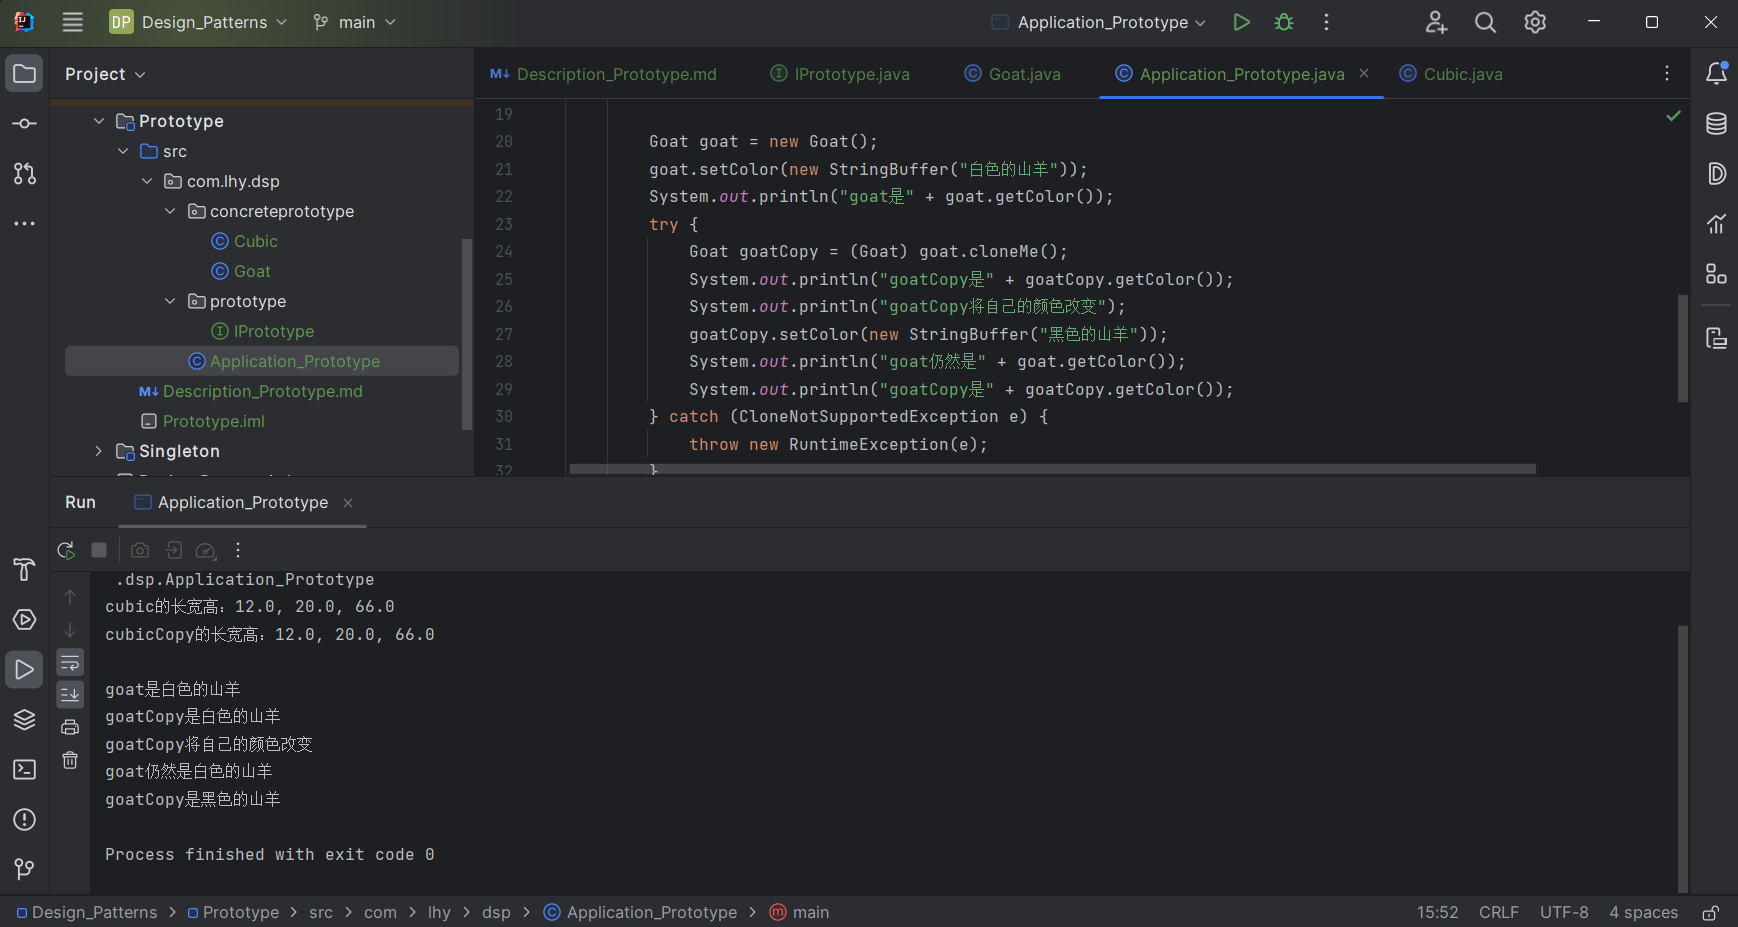 DP Design_Patterns main Application_Prototype
Project
Prototype
src
com.lhy.dsp
concreteprototype
Cubic
Goat
prototype
IPrototype
Application_Prototype
Description_Prototype.md
Prototype.iml
Singleton
Description_Prototype.md IPrototype.java Goat.java Application_Prototype.java Cubic.java
19
20 Goat goat = new Goat();
21 goat.setColor(new StringBuffer("白色的山羊"));
22 System.out.println("goat是" + goat.getColor());
23 try {
24 Goat goatCopy = (Goat) goat.cloneMe();
25 System.out.println("goatCopy是" + goatCopy.getColor());
26 System.out.println("goatCopy将自己的颜色改变");
27 goatCopy.setColor(new StringBuffer("黑色的山羊"));
28 System.out.println("goat仍然是" + goat.getColor());
29 System.out.println("goatCopy是" + goatCopy.getColor());
30 } catch (CloneNotSupportedException e) {
31 throw new RuntimeException(e);
32 }
Run Application_Prototype
.dsp.Application_Prototype
cubic的长宽高：12.0, 20.0, 66.0
cubicCopy的长宽高：12.0, 20.0, 66.0
goat是白色的山羊
goatCopy是白色的山羊
goatCopy将自己的颜色改变
goat仍然是白色的山羊
goatCopy是黑色的山羊
Process finished with exit code 0
Design_Patterns > Prototype > src > com > lhy > dsp > Application_Prototype > main 15:52 CRLF UTF-8 4 spaces